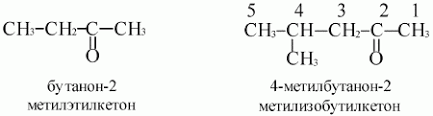 5 4 3 2 1
CH₃—CH₂—C—CH₃
CH₃—CH—CH₂—C—CH₃
O
CH₃ O
бутанон-2
метилэтилкетон
4-метилбутанон-2
метилизобутилкетон